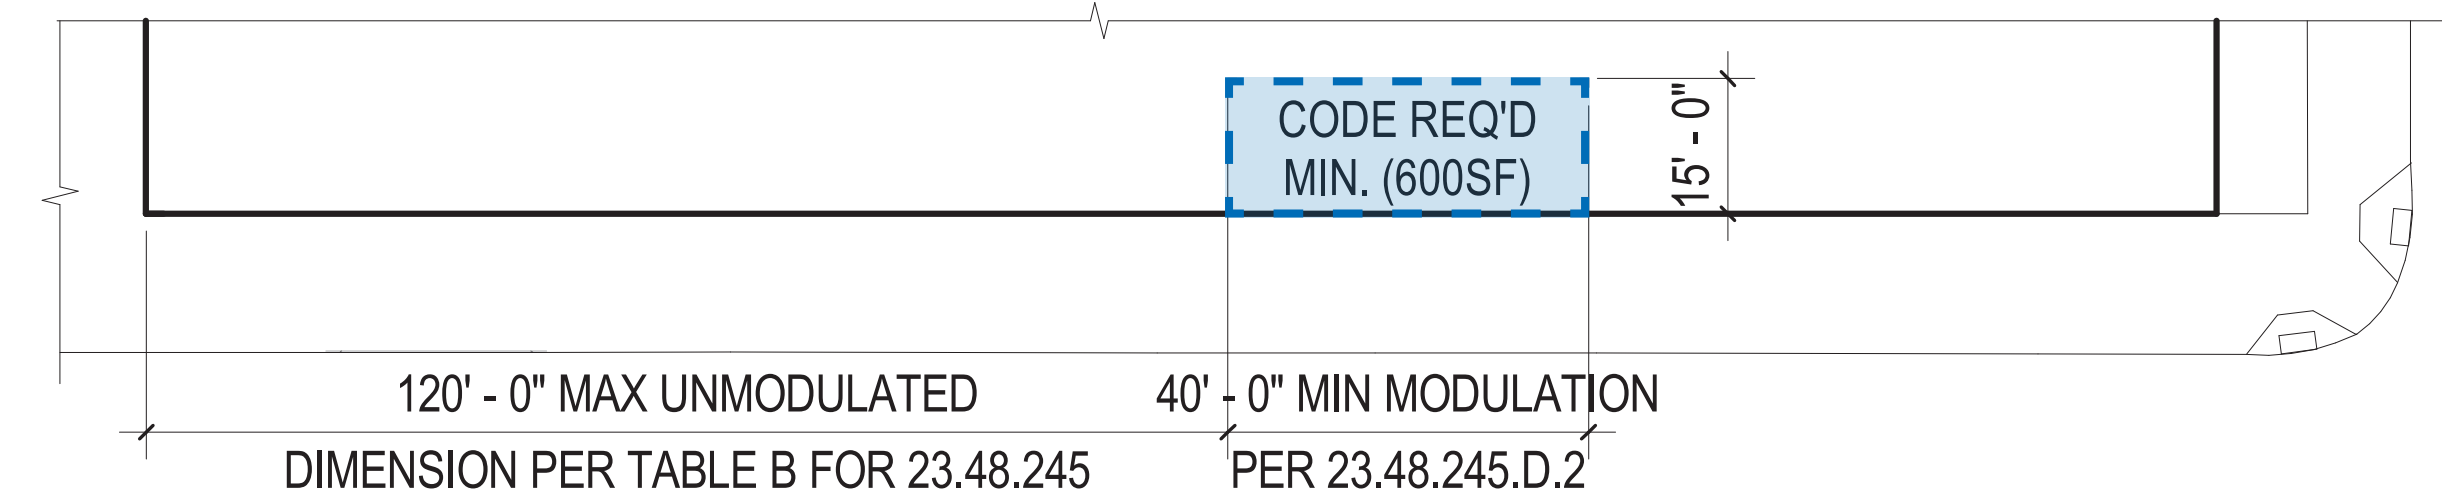 CODE REQ'D
MIN. (600SF)
15' - 0"
120' - 0" MAX UNMODULATED
40' - 0" MIN MODULATION
DIMENSION PER TABLE B FOR 23.48.245
PER 23.48.245.D.2